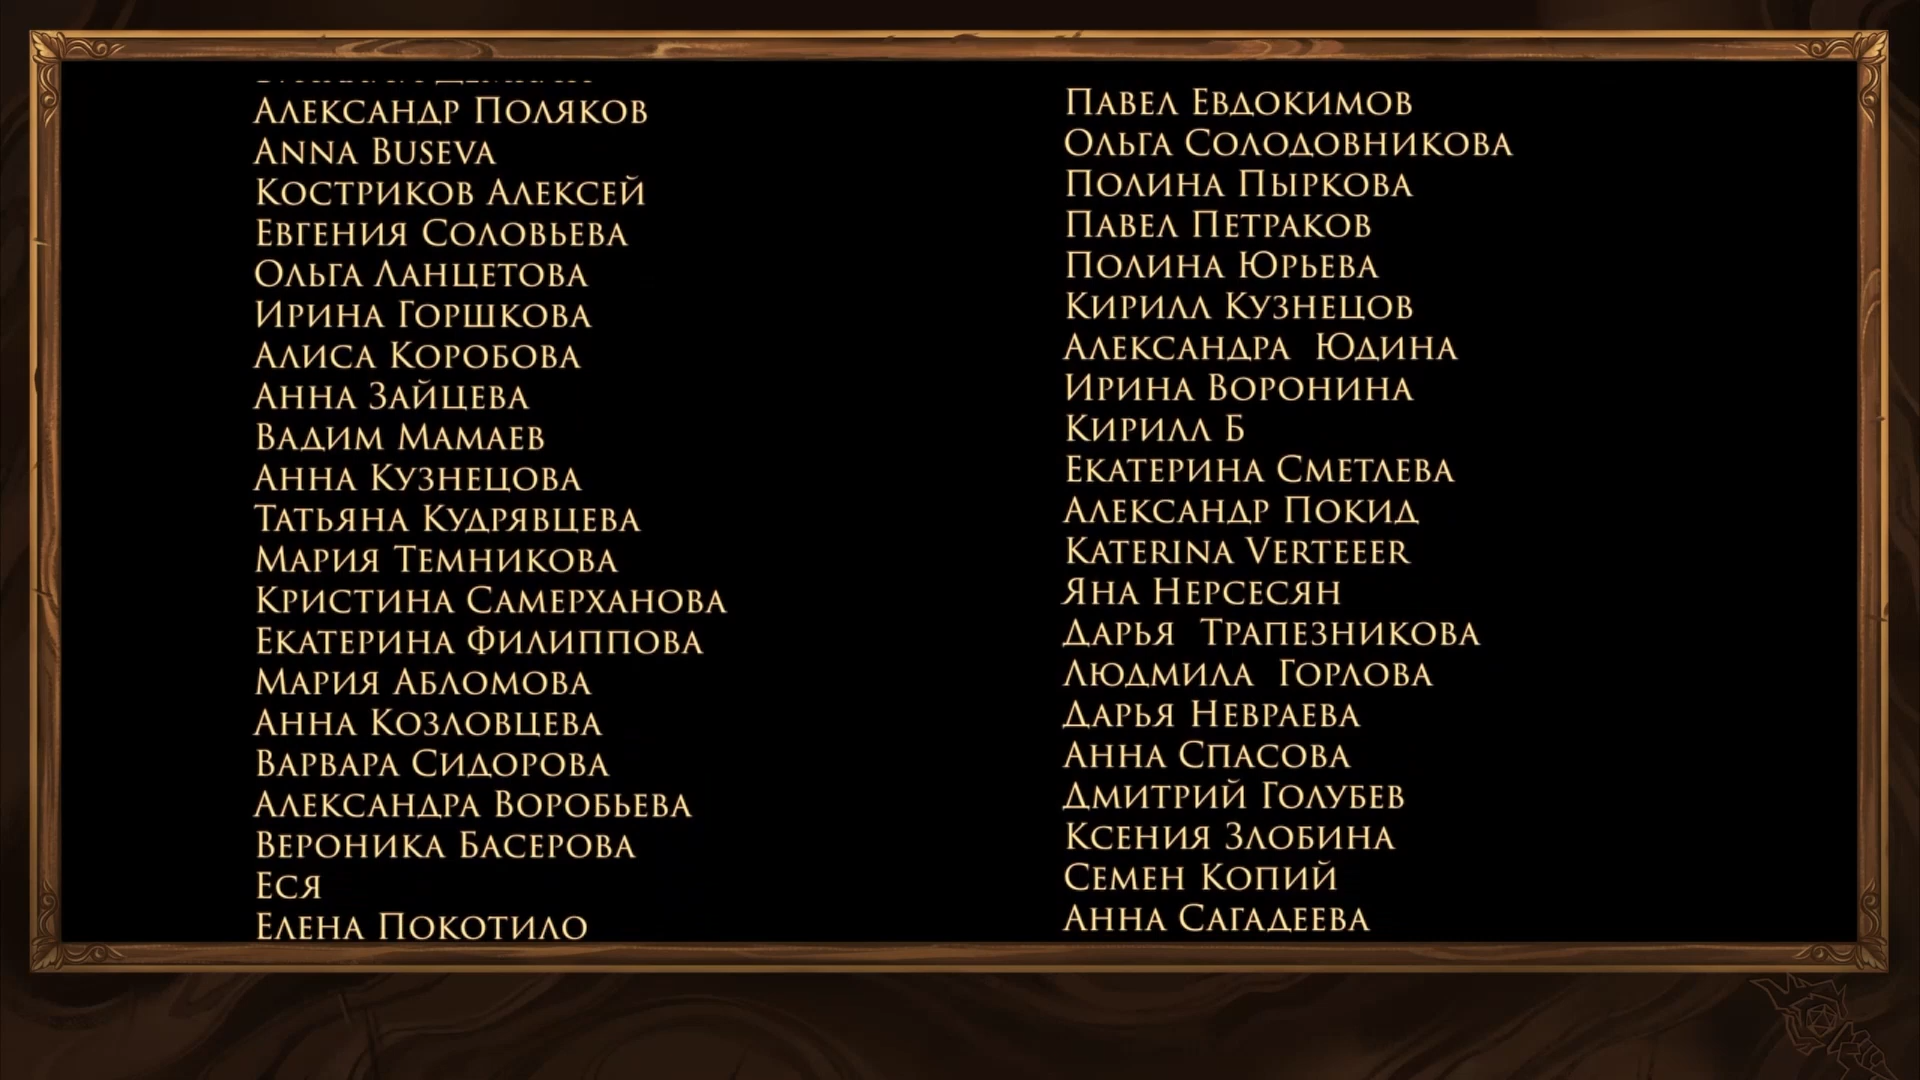 Александр Поляков
Anna Buseva
Костриков Алексей
Евгения Соловьева
Ольга Ланцетова
Ирина Горшкова
Алиса Коробова
Анна Зайцева
Вадим Мамаев
Анна Кузнецова
Татьяна Кудрявцева
Мария Темникова
Кристина Самерханова
Екатерина Филиппова
Мария Абломова
Анна Козловцева
Варвара Сидорова
Александра Воробьева
Вероника Басерова
Еся
Елена Покотило
Павел Евдокимов
Ольга Солодовникова
Полина Пыркова
Павел Петраков
Полина Юрьева
Кирилл Кузнецов
Александра  Юдина
Ирина Воронина
Кирилл Б
Екатерина Сметлева
Александр Покид
Katerina Verteeer
Яна Нерсесян
Дарья  Трапезникова
Людмила  Горлова
Дарья Невраева
Анна Спасова
Дмитрий Голубев
Ксения Злобина
Семен Копий
Анна Сагадеева